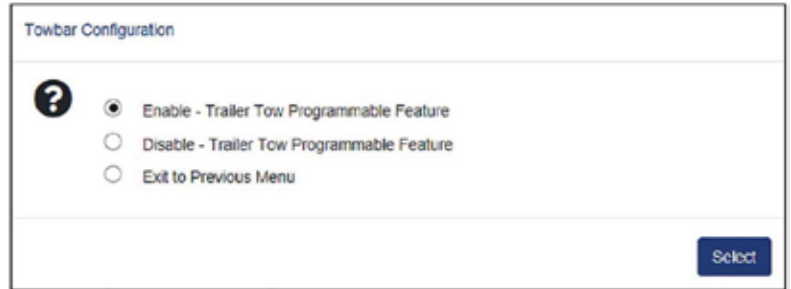 Towbar Configuration
?
Enable - Trailer Tow Programmable Feature
Disable - Trailer Tow Programmable Feature
Exit to Previous Menu
Select